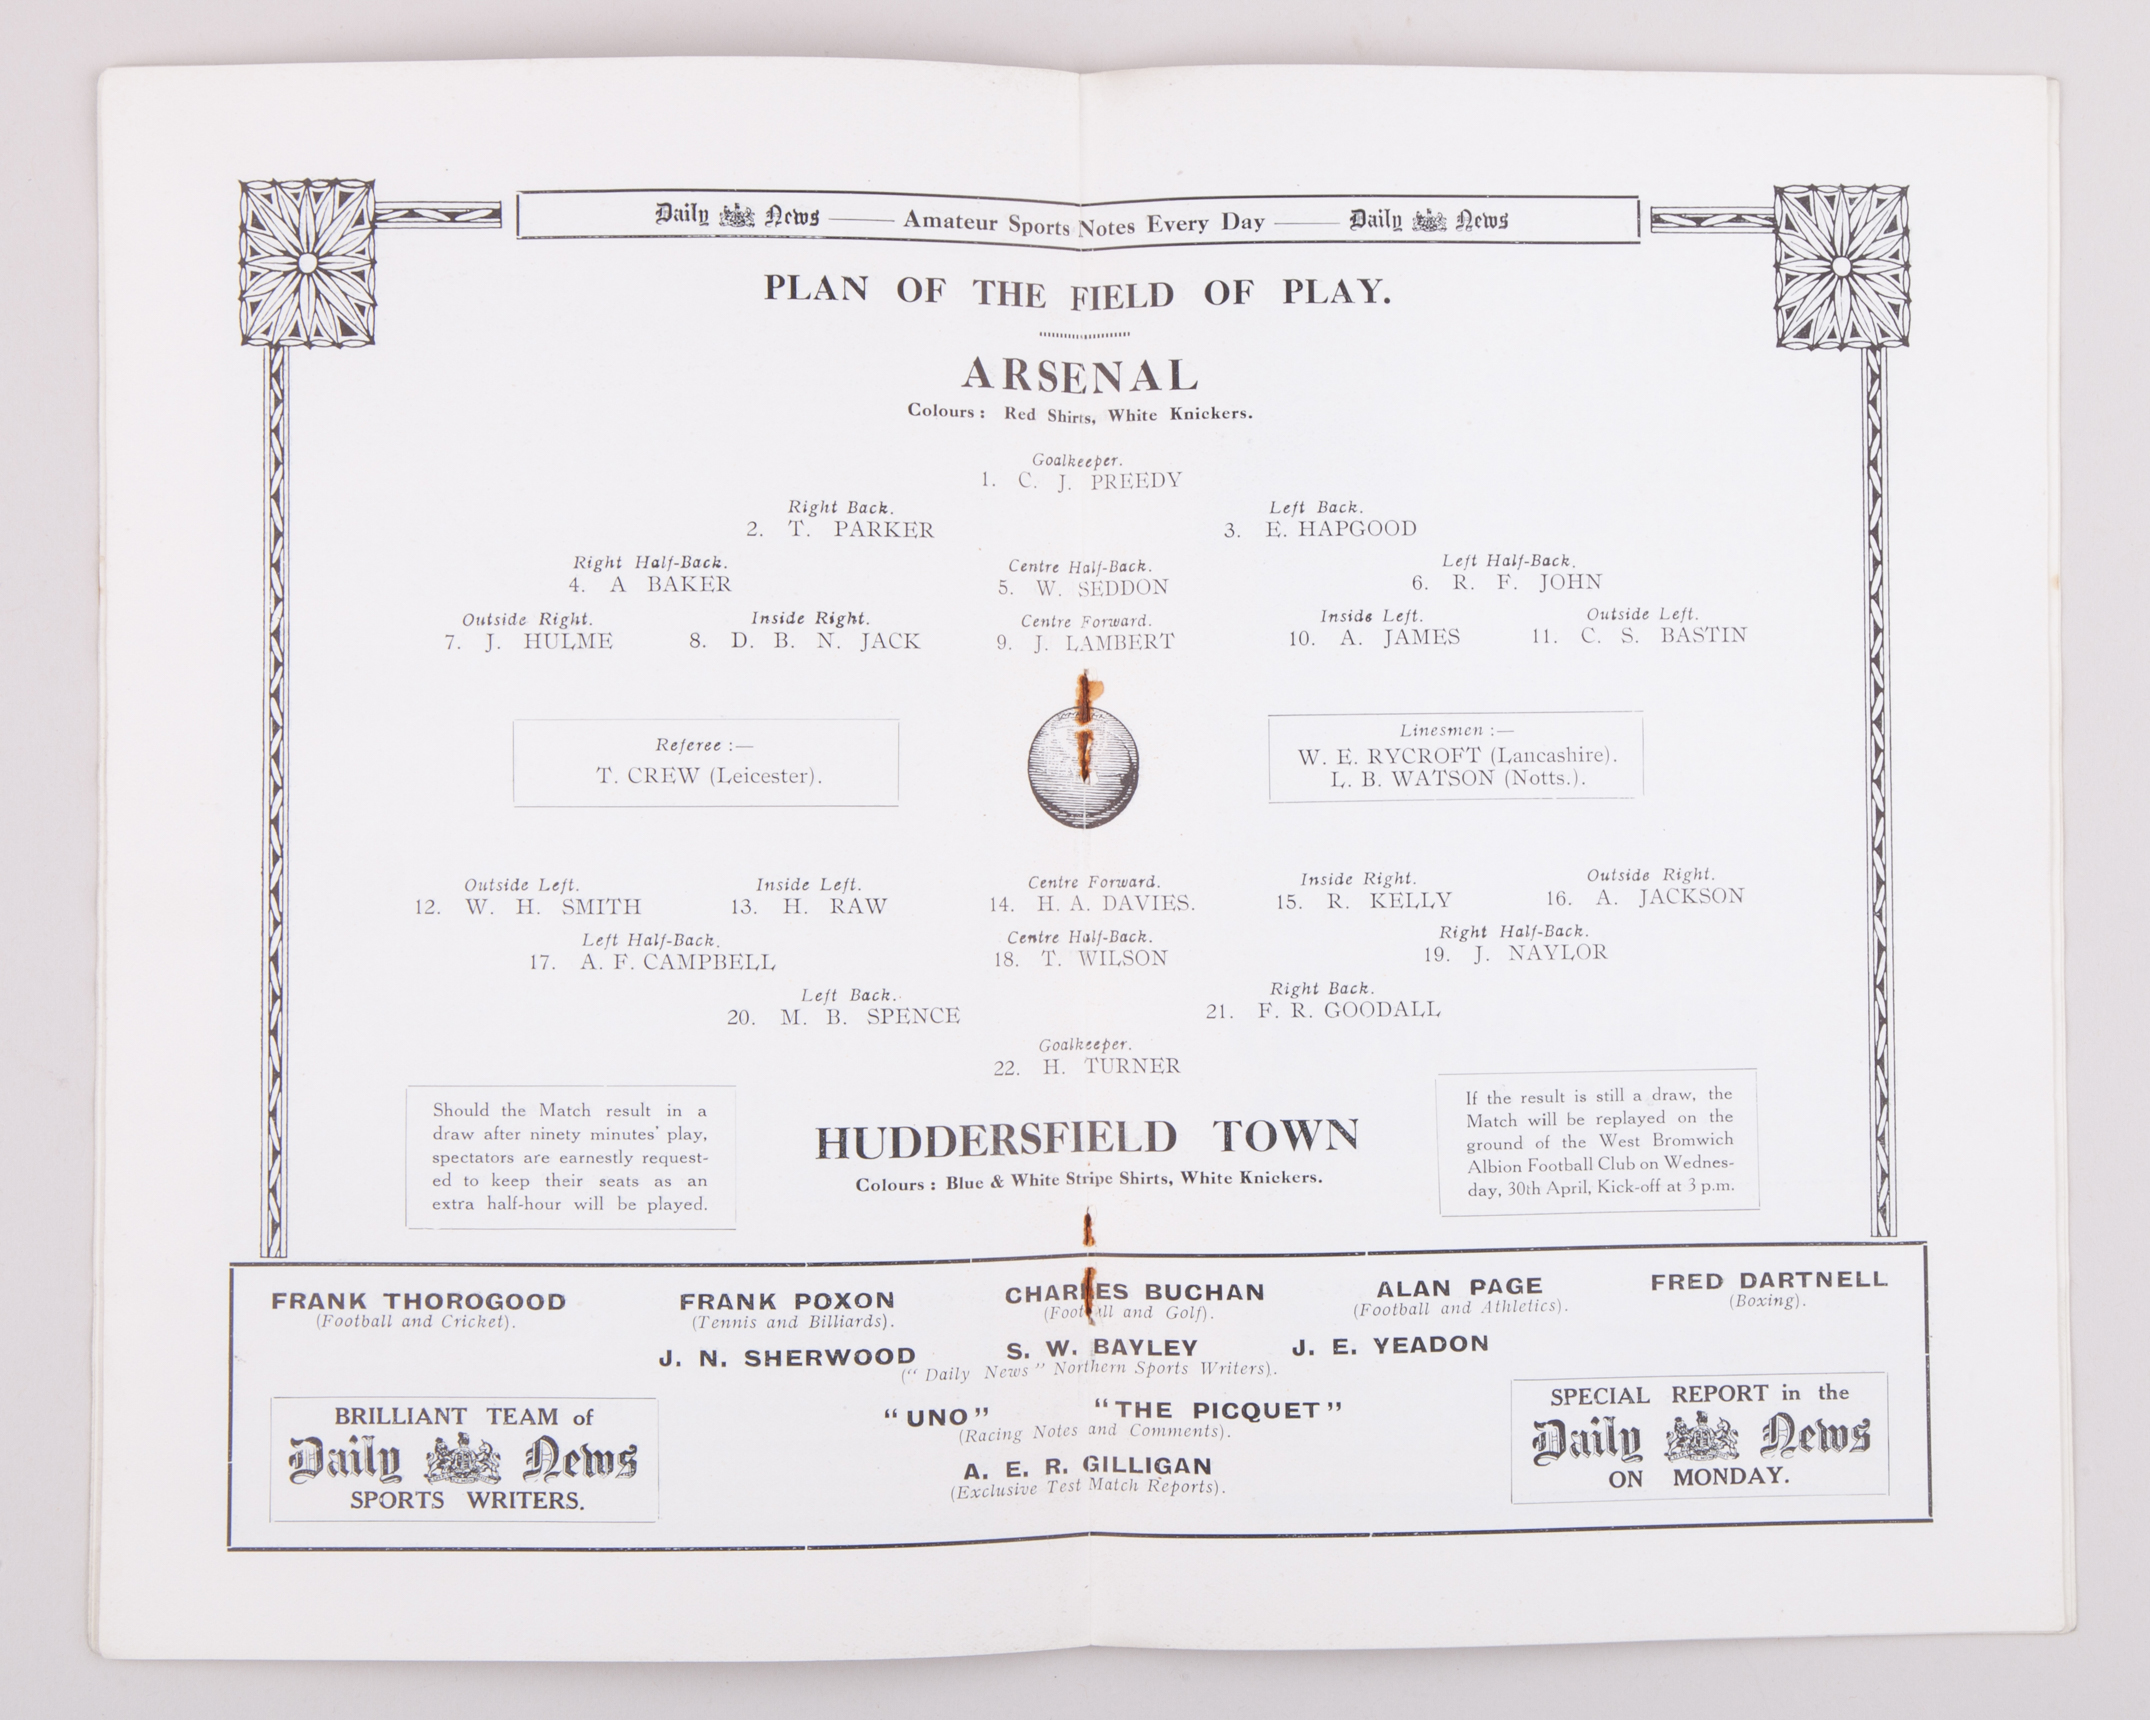 Daily News —— Amateur Sports Notes Every Day —— Daily News
PLAN OF THE FIELD OF PLAY.
ARSENAL
Colours : Red Shirts, White Knickers.
Goalkeeper.
1. C. J. PREEDY
Right Back. Left Back.
2. T. PARKER 3. E. HAPGOOD
Right Half-Back. Centre Half-Back. Left Half-Back.
4. A BAKER 5. W. SEDDON 6. R. F. JOHN
Outside Right. Inside Right. Centre Forward. Inside Left. Outside Left.
7. J. HULME 8. D. B. N. JACK 9. J. LAMBERT 10. A. JAMES 11. C. S. BASTIN
Referee :—
T. CREW (Leicester).
Linesmen :—
W. E. RYCROFT (Lancashire).
L. B. WATSON (Notts.).
Outside Left. Inside Left. Centre Forward. Inside Right. Outside Right.
12. W. H. SMITH 13. H. RAW 14. H. A. DAVIES. 15. R. KELLY 16. A. JACKSON
Left Half-Back. Centre Half-Back. Right Half-Back.
17. A. F. CAMPBELL 18. T. WILSON 19. J. NAYLOR
Left Back. Right Back.
20. M. B. SPENCE 21. F. R. GOODALL
Goalkeeper.
22. H. TURNER
Should the Match result in a
draw after ninety minutes' play,
spectators are earnestly request-
ed to keep their seats as an
extra half-hour will be played.
HUDDERSFIELD TOWN
Colours : Blue & White Stripe Shirts, White Knickers.
If the result is still a draw, the
Match will be replayed on the
ground of the West Bromwich
Albion Football Club on Wednes-
day, 30th April, Kick-off at 3 p.m.
FRANK THOROGOOD FRANK POXON CHARLES BUCHAN ALAN PAGE FRED DARTNELL
(Football and Cricket). (Tennis and Billiards). (Football and Golf). (Football and Athletics). (Boxing).
J. N. SHERWOOD S. W. BAYLEY J. E. YEADON
("Daily News" Northern Sports Writers).
"UNO" "THE PICQUET"
(Racing Notes and Comments).
A. E. R. GILLIGAN
(Exclusive Test Match Reports).
BRILLIANT TEAM of
Daily News
SPORTS WRITERS.
SPECIAL REPORT in the
Daily News
ON MONDAY.